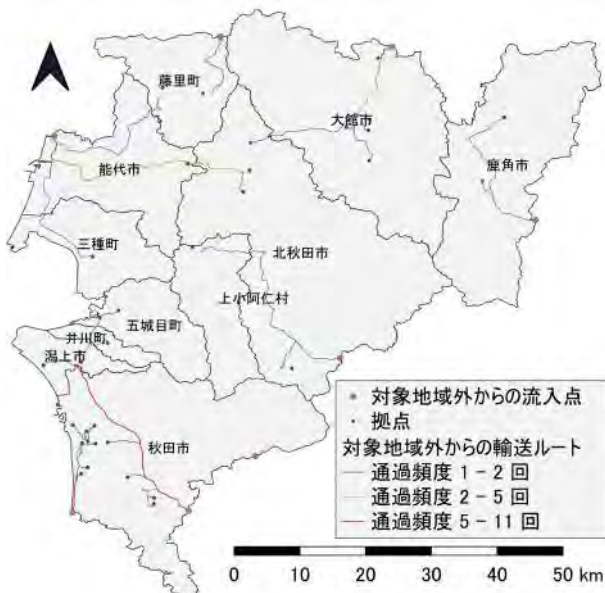 藤里町
大館市
能代市
鹿角市
三種町
北秋田市
上小阿仁村
五城目町
井川町
潟上市
秋田市
対象地域外からの流入点
拠点
対象地域外からの輸送ルート
通過頻度 1 - 2 回
通過頻度 2 - 5 回
通過頻度 5 - 11 回
0 10 20 30 40 50 km